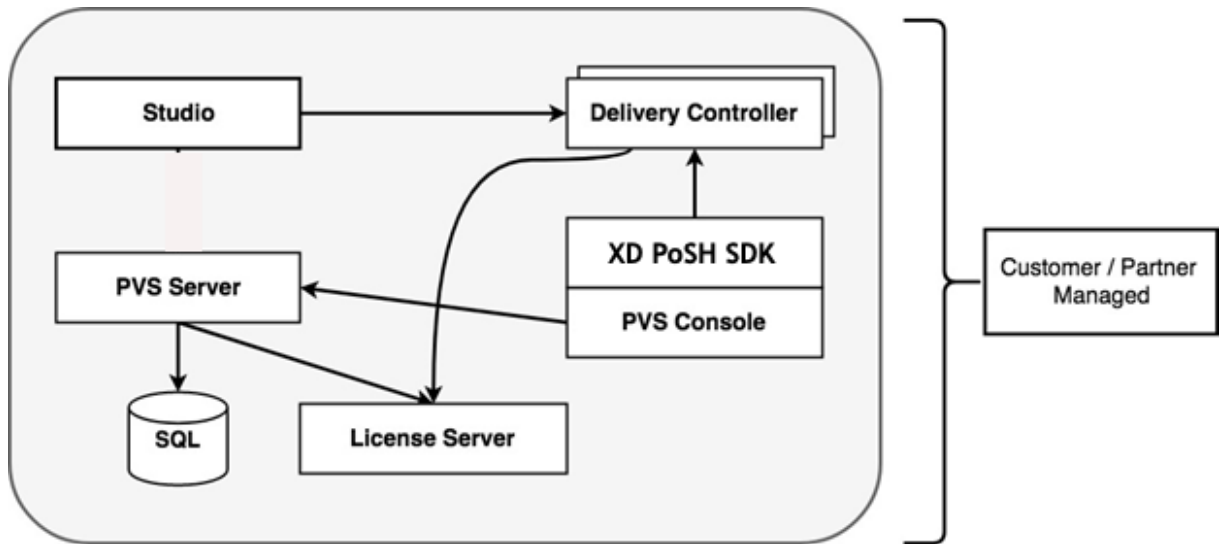 Studio
Delivery Controller
XD PoSH SDK
PVS Server
PVS Console
SQL
License Server
Customer / Partner
Managed